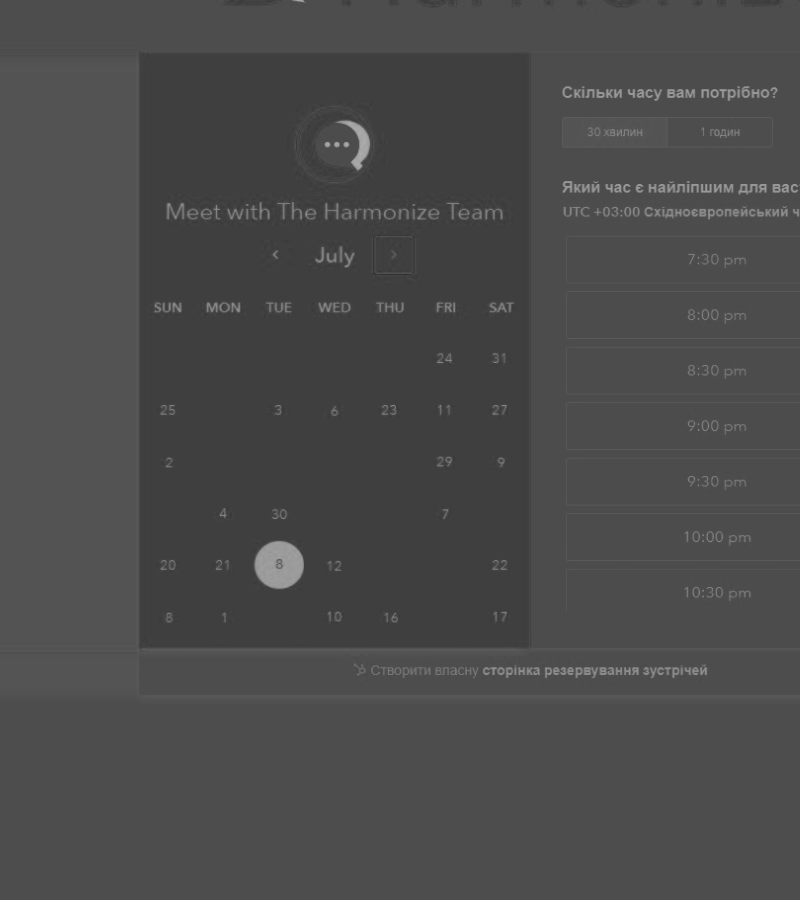 Meet with The Harmonize Team
July
SUN MON TUE WED THU FRI SAT
24 31
25 3 6 23 11 27
2 29 9
4 30 7
20 21 8 12 22
8 1 10 16 17
Скільки часу вам потрібно?
30 хвилин 1 годин
Який час є найліпшим для вас
UTC +03:00 Східноєвропейський ч
7:30 pm
8:00 pm
8:30 pm
9:00 pm
9:30 pm
10:00 pm
10:30 pm
Створити власну сторінка резервування зустрічей